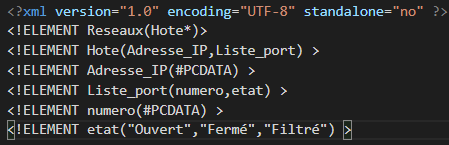 <?xml version="1.0" encoding="UTF-8" standalone="no" ?>
<!ELEMENT Reseaux(Hote*)>
<!ELEMENT Hote(Adresse_IP,Liste_port) >
<!ELEMENT Adresse_IP(#PCDATA) >
<!ELEMENT Liste_port(numero,etat) >
<!ELEMENT numero(#PCDATA) >
<!ELEMENT etat("Ouvert","Fermé","Filtré") >